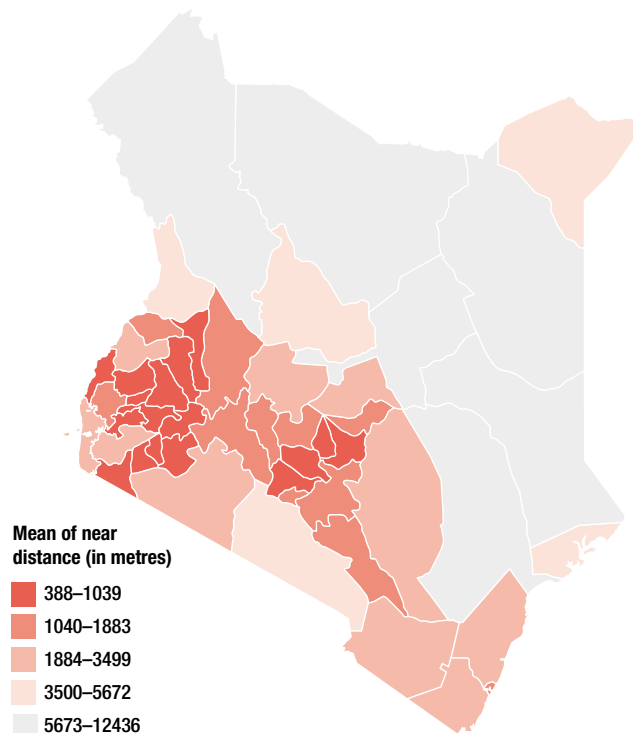 Mean of near
distance (in metres)
388–1039
1040–1883
1884–3499
3500–5672
5673–12436